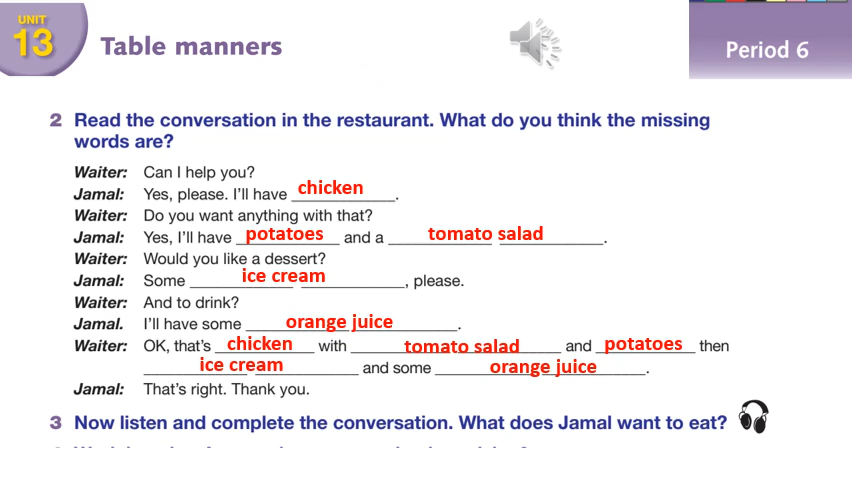 UNIT
13
Table manners
Period 6
2 Read the conversation in the restaurant. What do you think the missing
words are?
Waiter: Can I help you?
Jamal: Yes, please. I'll have chicken.
Waiter: Do you want anything with that?
Jamal: Yes, I'll have potatoes and a tomato salad.
Waiter: Would you like a dessert?
Jamal: Some ice cream, please.
Waiter: And to drink?
Jamal. I'll have some orange juice.
Waiter: OK, that's chicken with tomato salad and potatoes then
ice cream and some orange juice.
Jamal: That's right. Thank you.
3 Now listen and complete the conversation. What does Jamal want to eat?